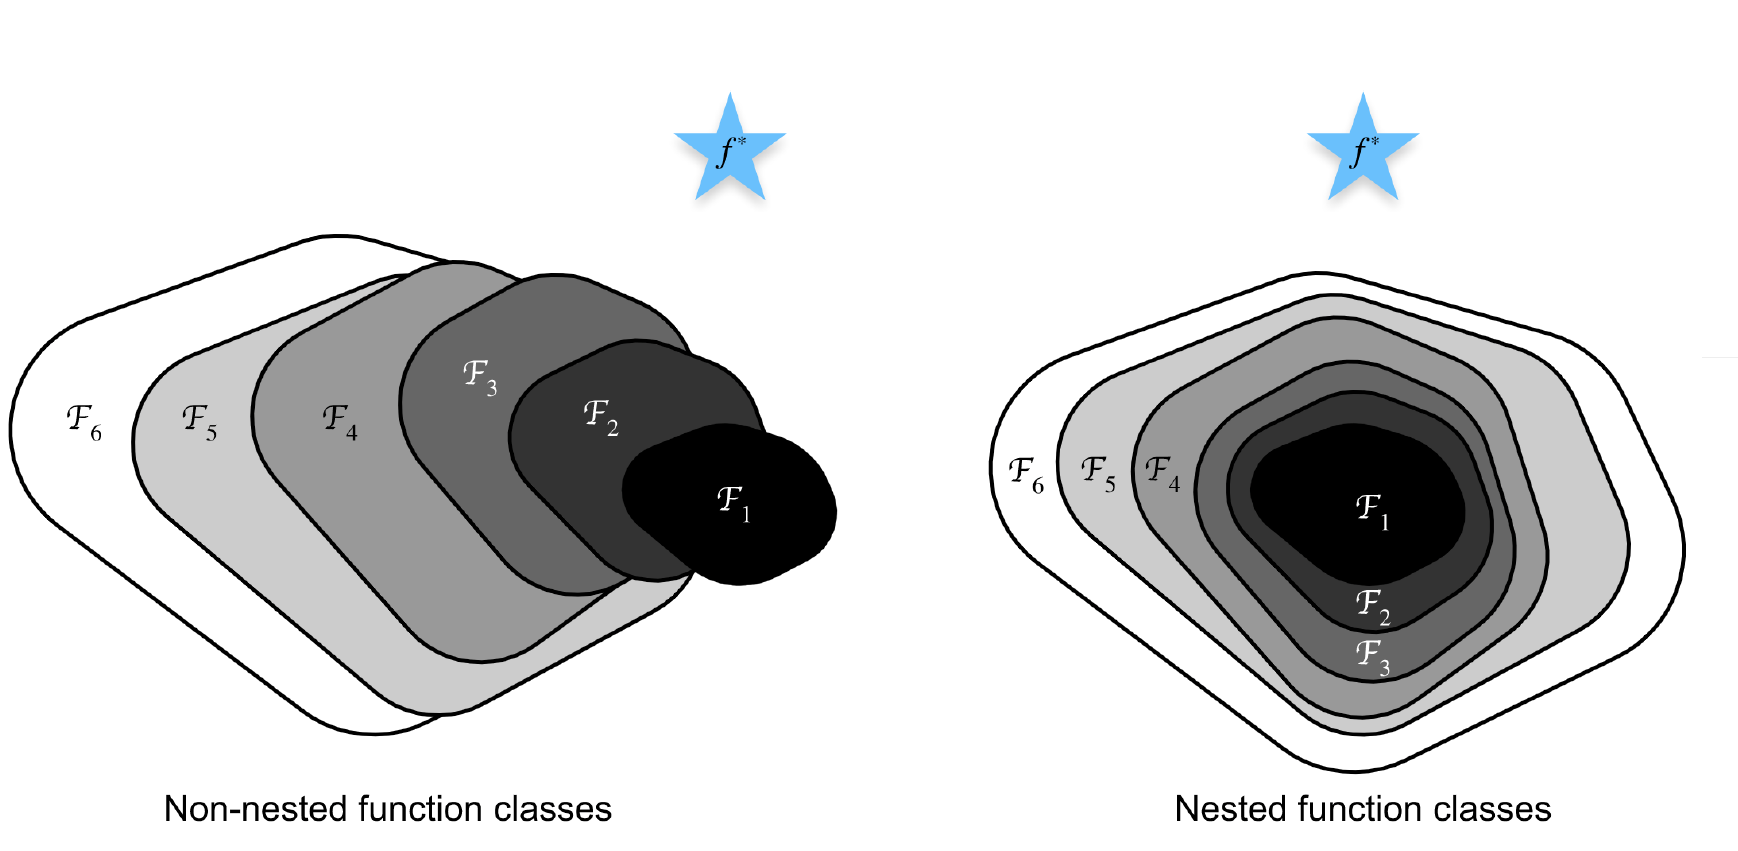 f*
f*
ℱ3
ℱ2
ℱ6
ℱ5
ℱ4
ℱ1
ℱ6
ℱ5
ℱ4
ℱ1
ℱ2
ℱ3
Non-nested function classes
Nested function classes